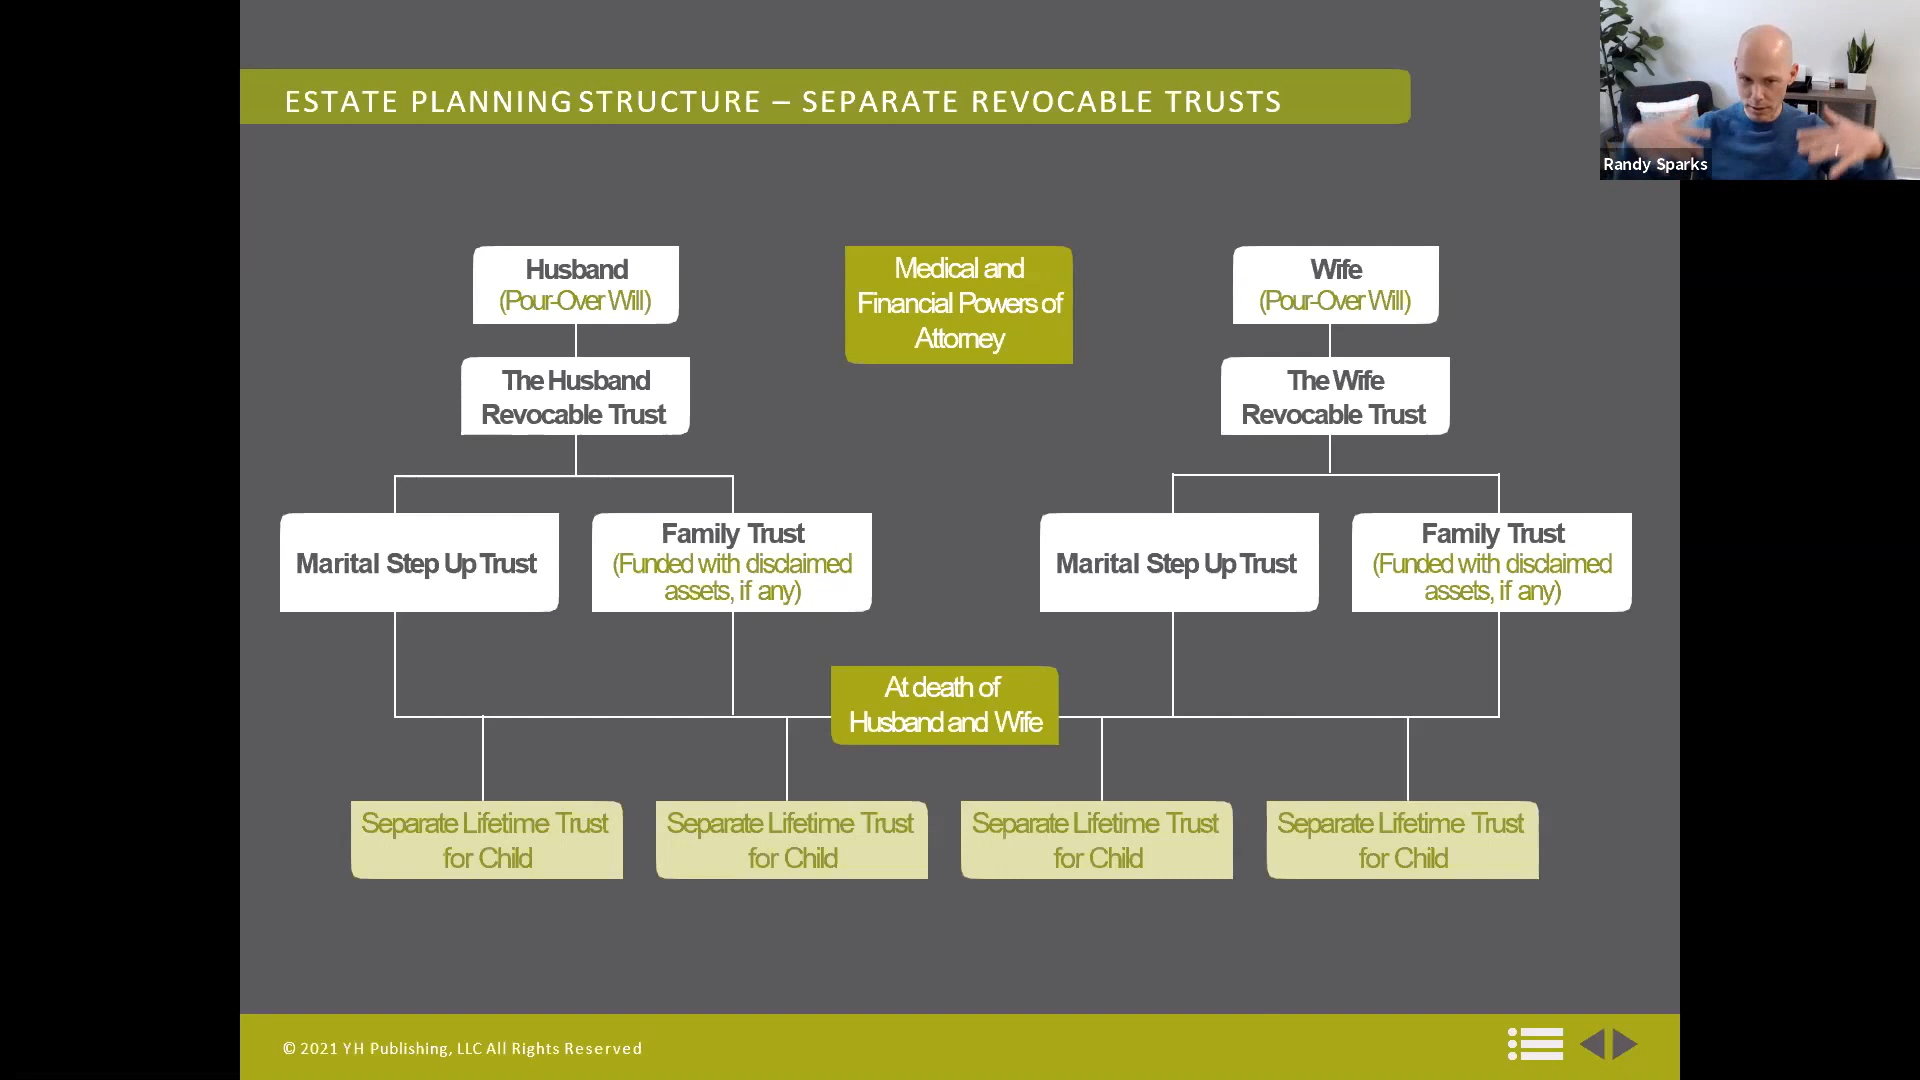 ESTATE PLANNING STRUCTURE – SEPARATE REVOCABLE TRUSTS
Randy Sparks
Husband
(Pour-Over Will)
Medical and
Financial Powers of
Attorney
Wife
(Pour-Over Will)
The Husband
Revocable Trust
The Wife
Revocable Trust
Marital Step Up Trust
Family Trust
(Funded with disclaimed
assets, if any)
Marital Step Up Trust
Family Trust
(Funded with disclaimed
assets, if any)
At death of
Husband and Wife
Separate Lifetime Trust
for Child
Separate Lifetime Trust
for Child
Separate Lifetime Trust
for Child
Separate Lifetime Trust
for Child
© 2021 YH Publishing, LLC All Rights Reserved